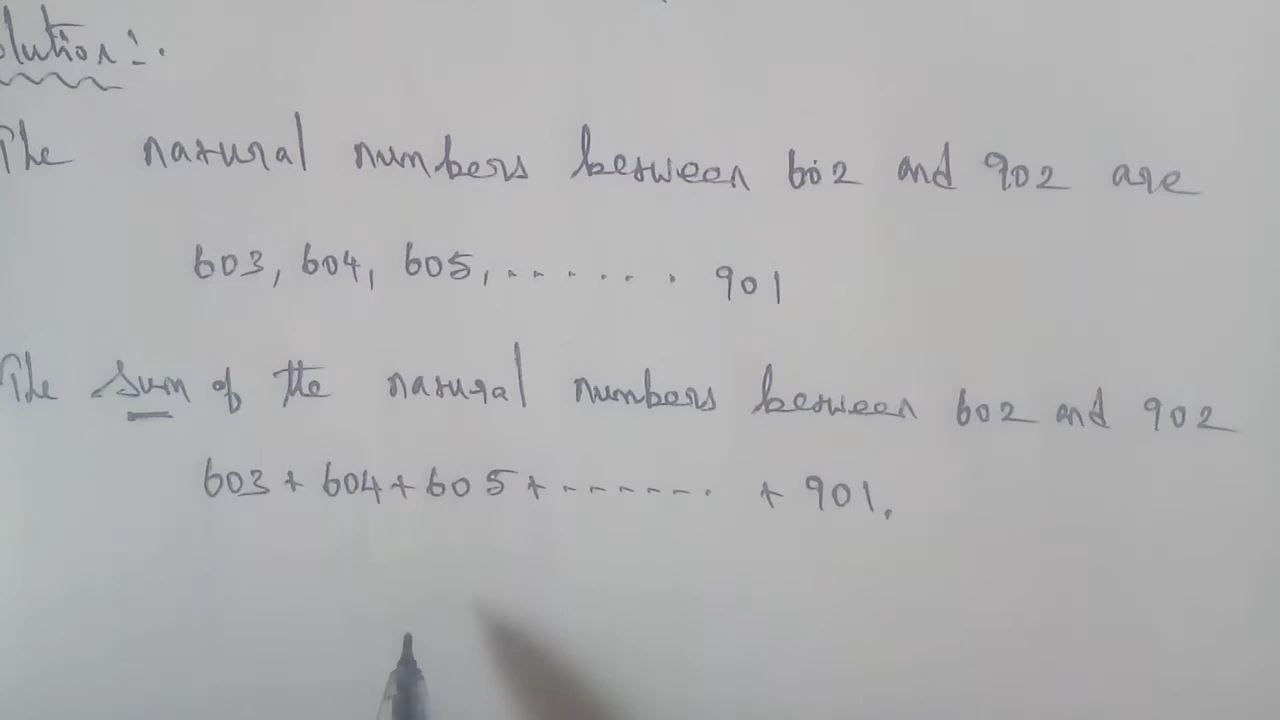 olution:.
The natural numbers between 602 and 902 are
603, 604, 605, ....... 901
The sum of the natural numbers between 602 and 902
603 + 604 + 605 + ....... + 901.